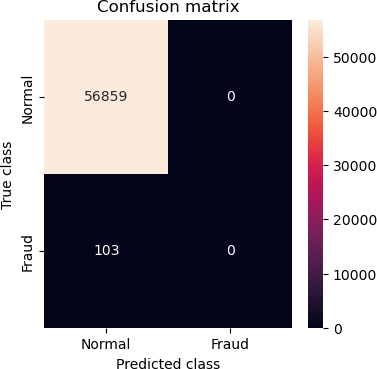 Confusion matrix
True class
Normal
Fraud
56859
0
103
0
Normal
Fraud
Predicted class
50000
40000
30000
20000
10000
0